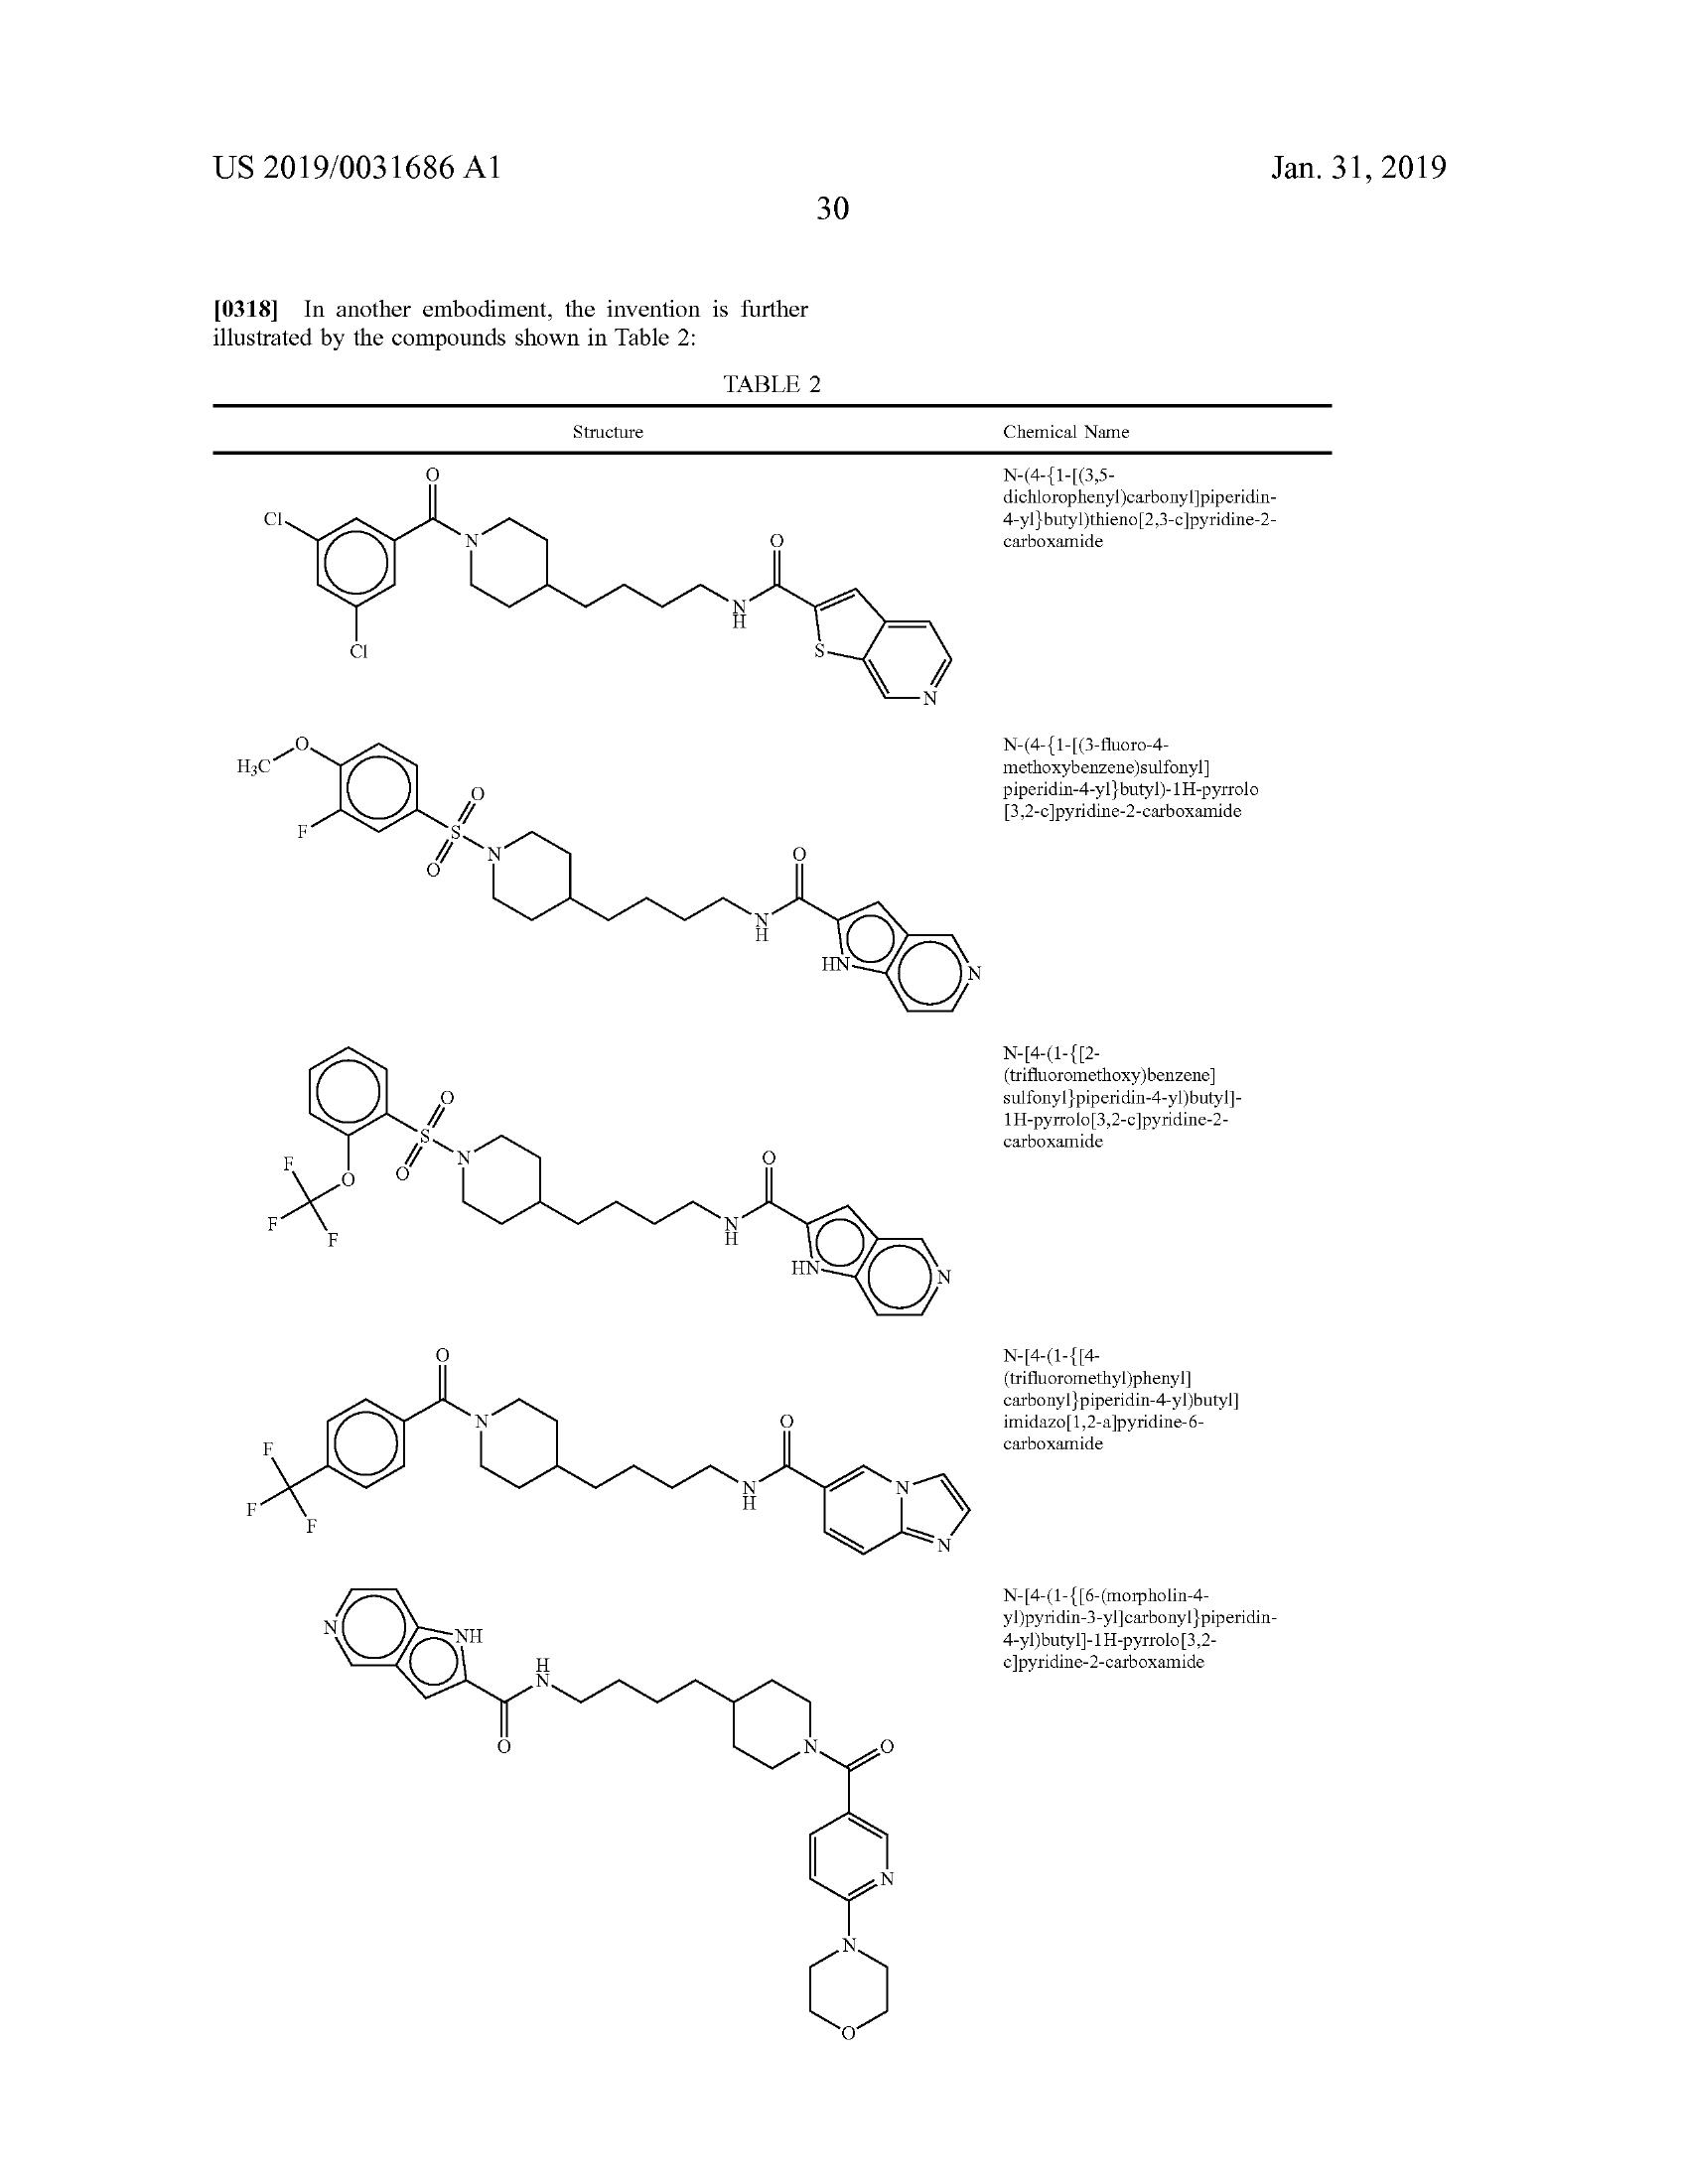 US 2019/0031686 A1
Jan. 31, 2019
30
[0318] In another embodiment, the invention is further
illustrated by the compounds shown in Table 2:
TABLE 2
Structure
Chemical Name
O
Cl
N
O
N
H
Cl
S
N
N-(4-{1-[(3,5-
dichlorophenyl)carbonyl]piperidin-
4-yl}butyl)thieno[2,3-c]pyridine-2-
carboxamide
O
H₃C
O
F
S
O
N
O
N
H
HN
N
N-(4-{1-[(3-fluoro-4-
methoxybenzene)sulfonyl]
piperidin-4-yl}butyl)-1H-pyrrolo
[3,2-c]pyridine-2-carboxamide
O
S
F
O
O
N
O
F
F
N
H
HN
N
N-[4-(1-{[2-
(trifluoromethoxy)benzene]
sulfonyl}piperidin-4-yl)butyl]-
1H-pyrrolo[3,2-c]pyridine-2-
carboxamide
O
N
O
F
F
F
N
H
N
N
N-[4-(1-{[4-
(trifluoromethyl)phenyl]
carbonyl}piperidin-4-yl)butyl]
imidazo[1,2-a]pyridine-6-
carboxamide
N
NH
H
N
O
N
O
N
N
O
N-[4-(1-{[6-(morpholin-4-
yl)pyridin-3-yl]carbonyl}piperidin-
4-yl)butyl]-1H-pyrrolo[3,2-
c]pyridine-2-carboxamide